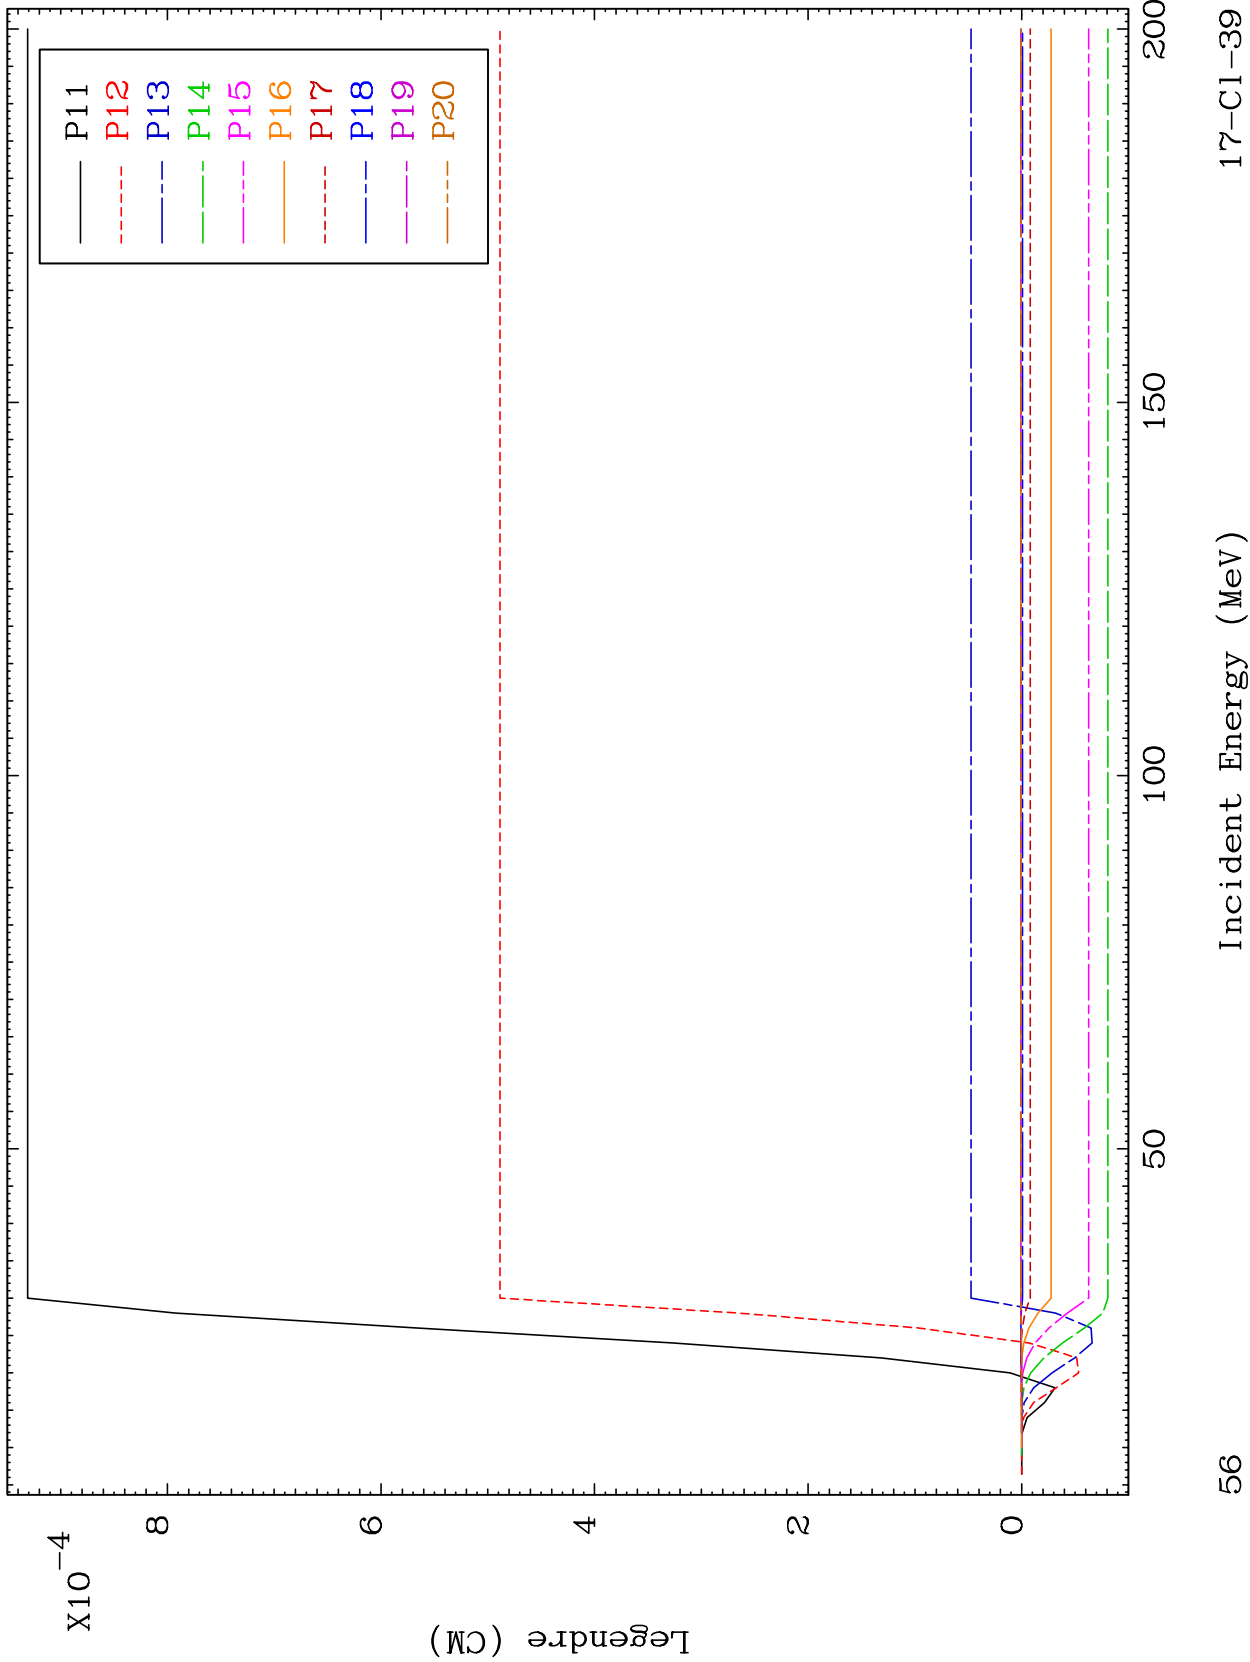 X10-4
8
6
4
2
0
Legendre (CM)
P11
P12
P13
P14
P15
P16
P17
P18
P19
P20
50
100
150
200
56
Incident Energy (MeV)
17-Cl-39